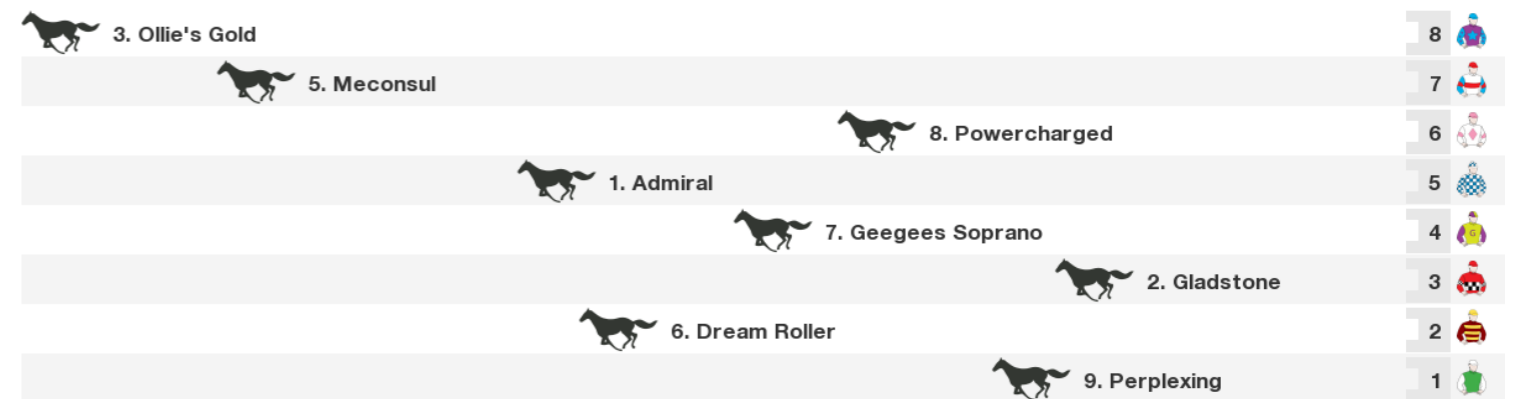 3. Ollie's Gold 8
5. Meconsul 7
8. Powercharged 6
1. Admiral 5
7. Geegees Soprano 4 G
2. Gladstone 3
6. Dream Roller 2
9. Perplexing 1